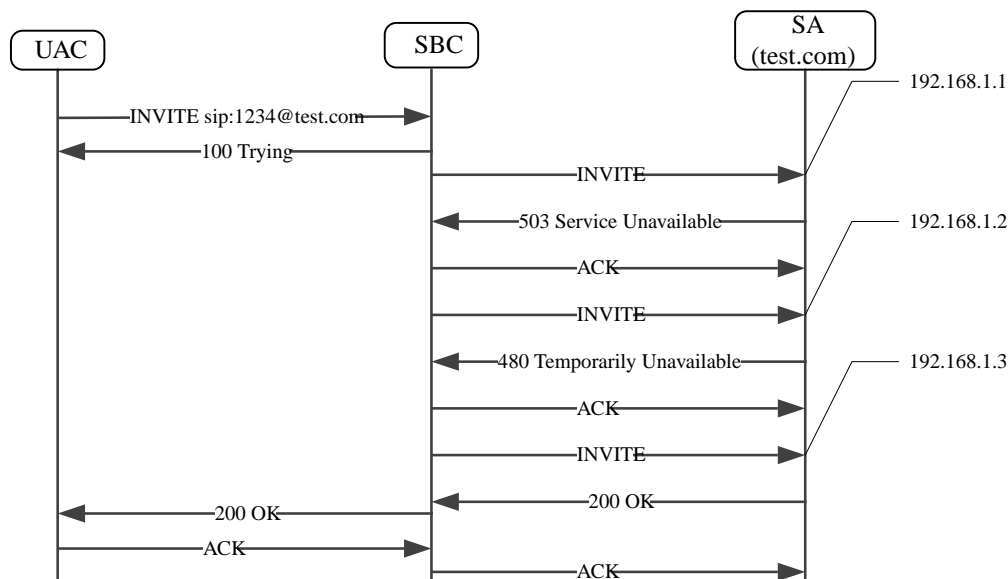 UAC
SBC
SA
(test.com)
192.168.1.1
INVITE sip:1234@test.com
100 Trying
INVITE
503 Service Unavailable
192.168.1.2
ACK
INVITE
480 Temporarily Unavailable
192.168.1.3
ACK
INVITE
200 OK
200 OK
ACK
ACK